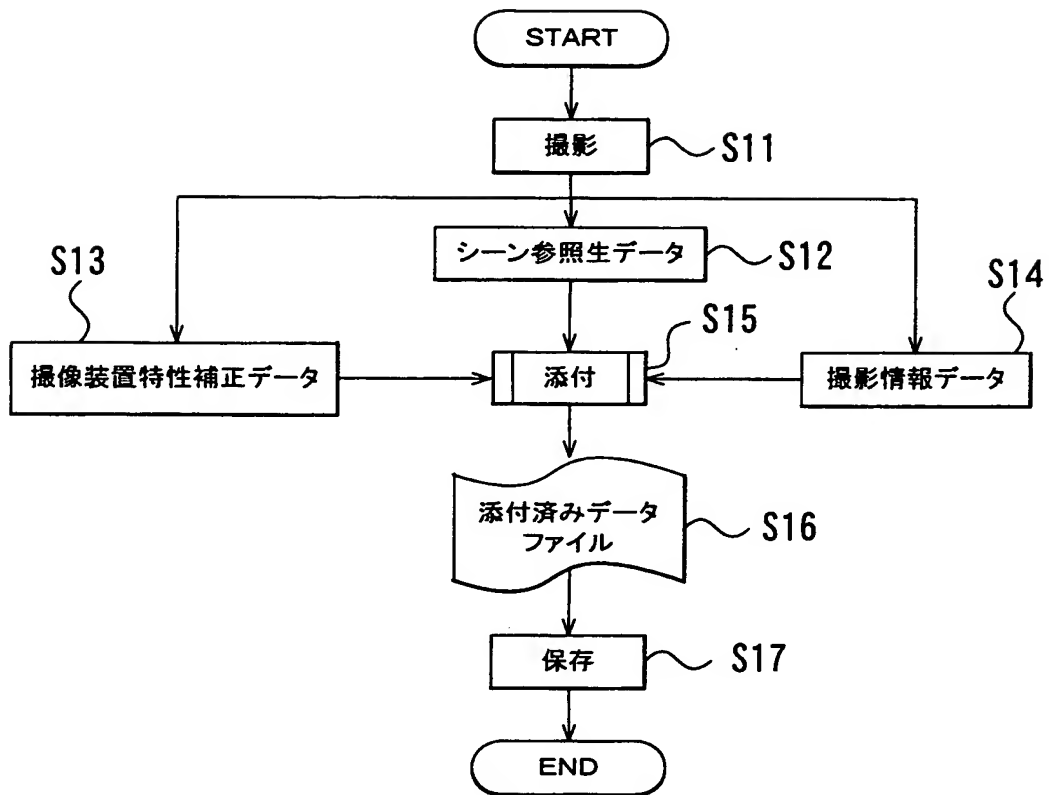 START
撮影
S11
シーン参照生データ
S12
S13
S14
S15
撮像装置特性補正データ
添付
撮影情報データ
添付済みデータ
ファイル
S16
保存
S17
END